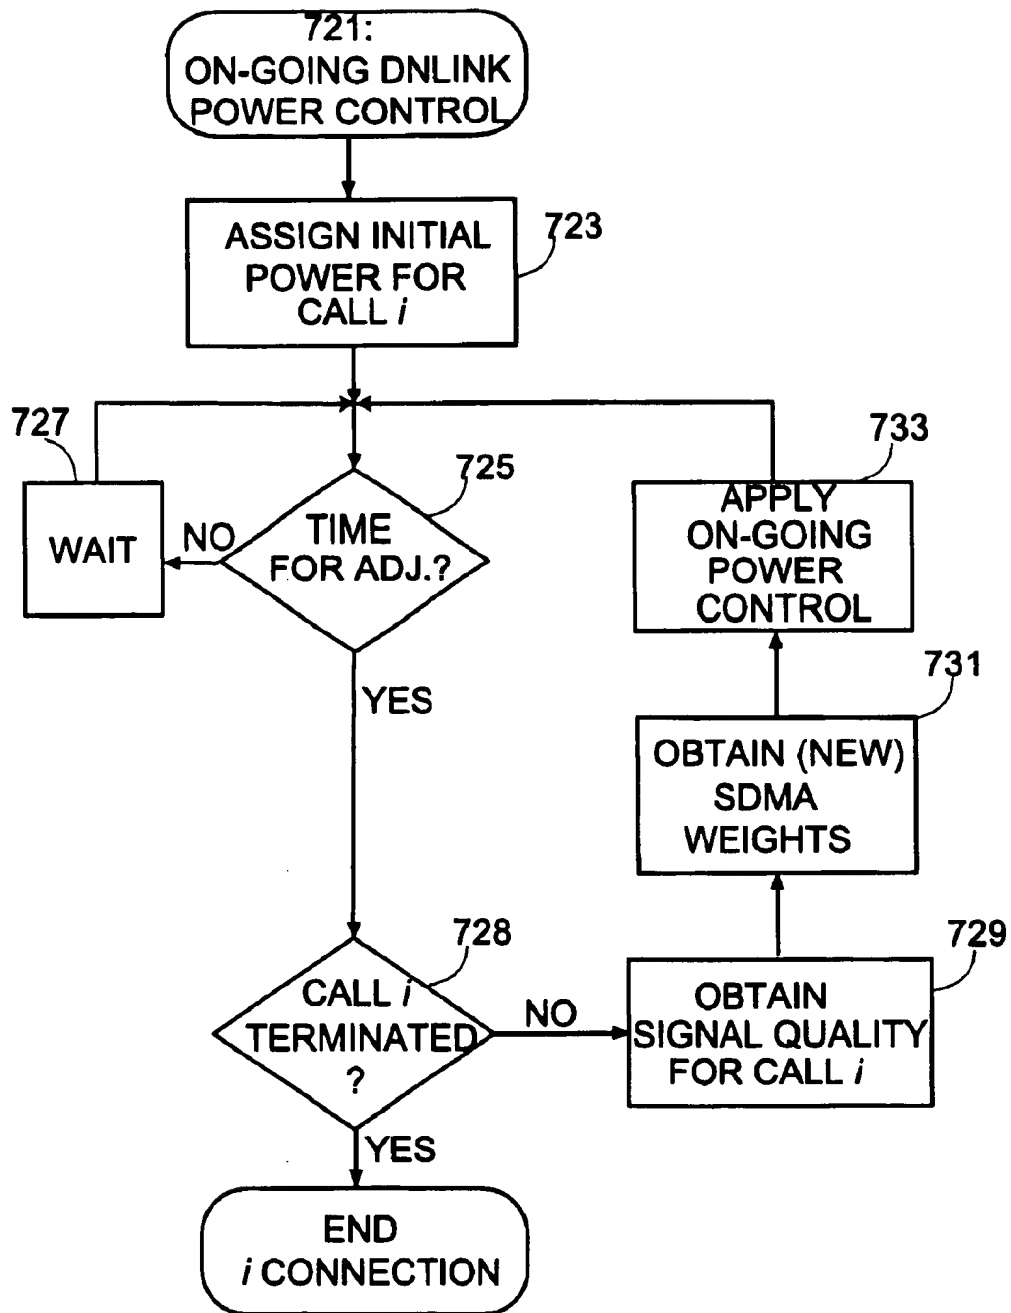 721:
ON-GOING DNLINK
POWER CONTROL
ASSIGN INITIAL
POWER FOR
CALL i
723
727
WAIT
NO
725
TIME
FOR ADJ.?
YES
733
APPLY
ON-GOING
POWER
CONTROL
731
OBTAIN (NEW)
SDMA
WEIGHTS
728
CALL i
TERMINATED
?
NO
729
OBTAIN
SIGNAL QUALITY
FOR CALL i
YES
END
i CONNECTION